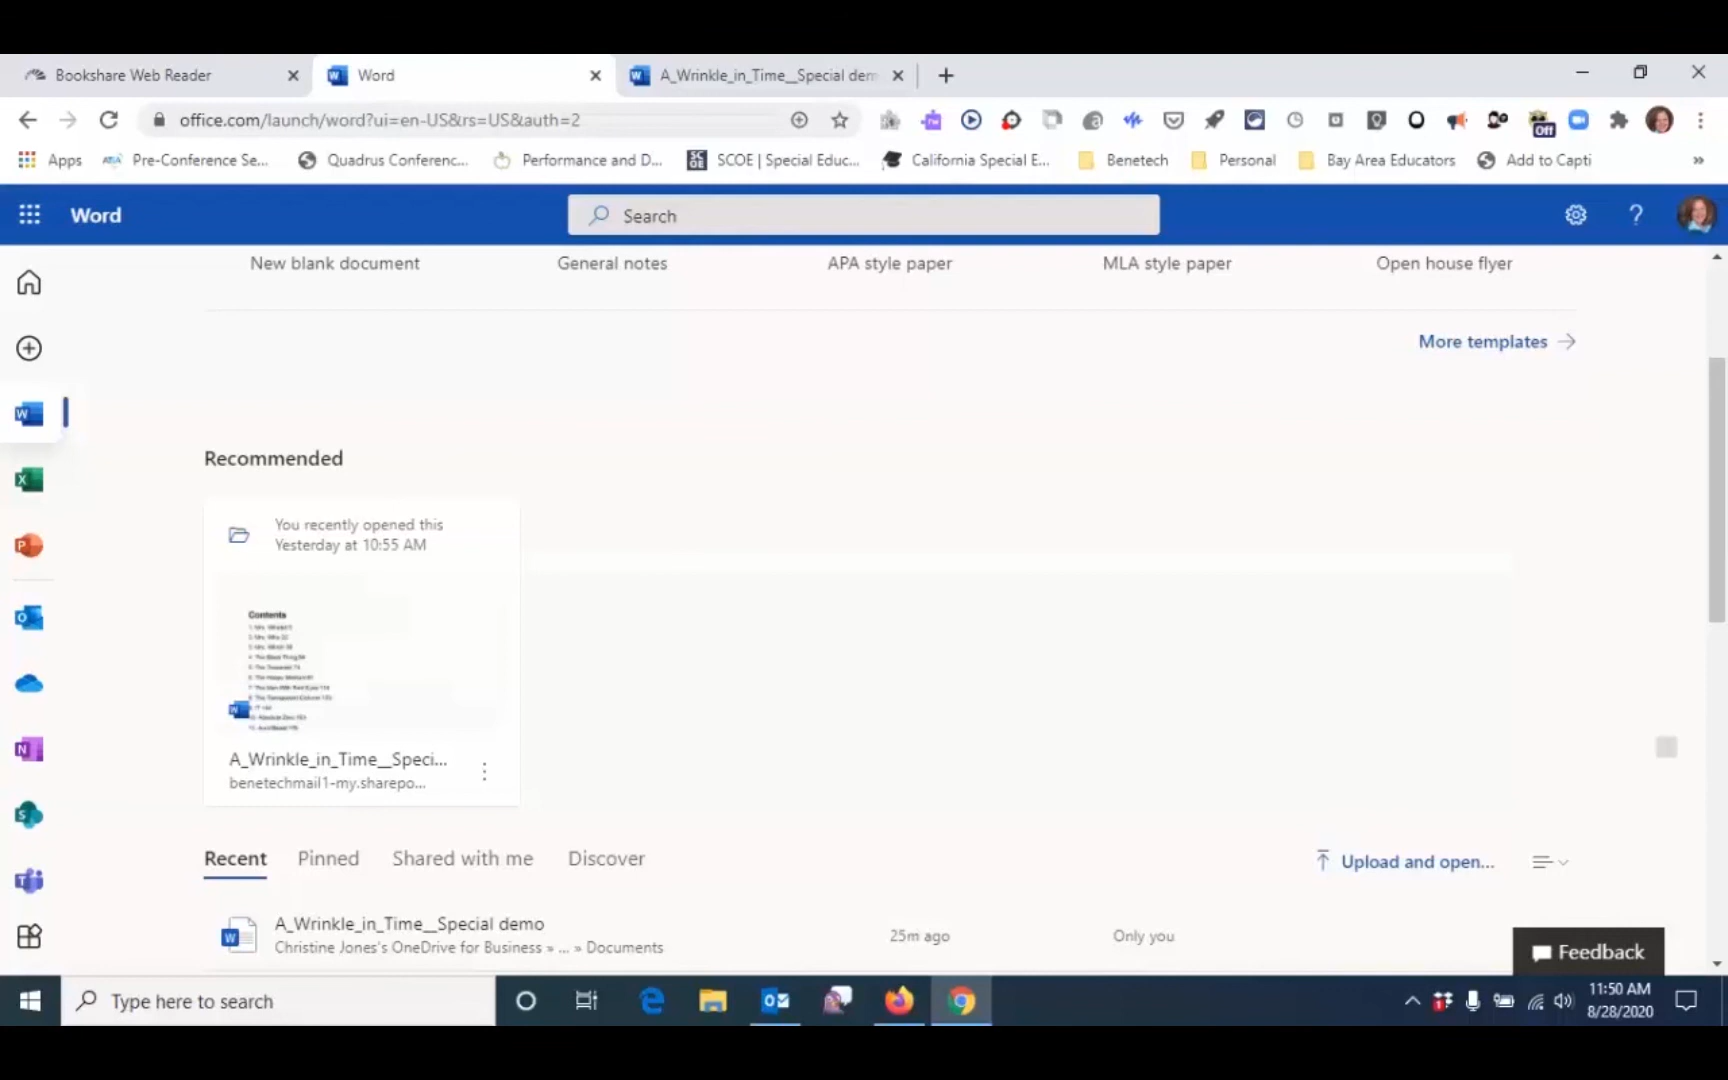 Bookshare Web Reader
Word
A_Wrinkle_in_Time__Special dem
office.com/launch/word?ui=en-US&rs=US&auth=2
Off
Apps
Pre-Conference Se...
Quadrus Conferenc...
Performance and D...
SCOE | Special Educ...
California Special E...
Benetech
Personal
Bay Area Educators
Add to Capti
Word
Search
New blank document
General notes
APA style paper
MLA style paper
Open house flyer
More templates
Recommended
You recently opened this
Yesterday at 10:55 AM
Contents
A_Wrinkle_in_Time__Speci...
benetechmail1-my.sharepo...
Recent
Pinned
Shared with me
Discover
Upload and open...
A_Wrinkle_in_Time__Special demo
25m ago
Only you
Christine Jones's OneDrive for Business » ... » Documents
Feedback
Type here to search
11:50 AM
8/28/2020